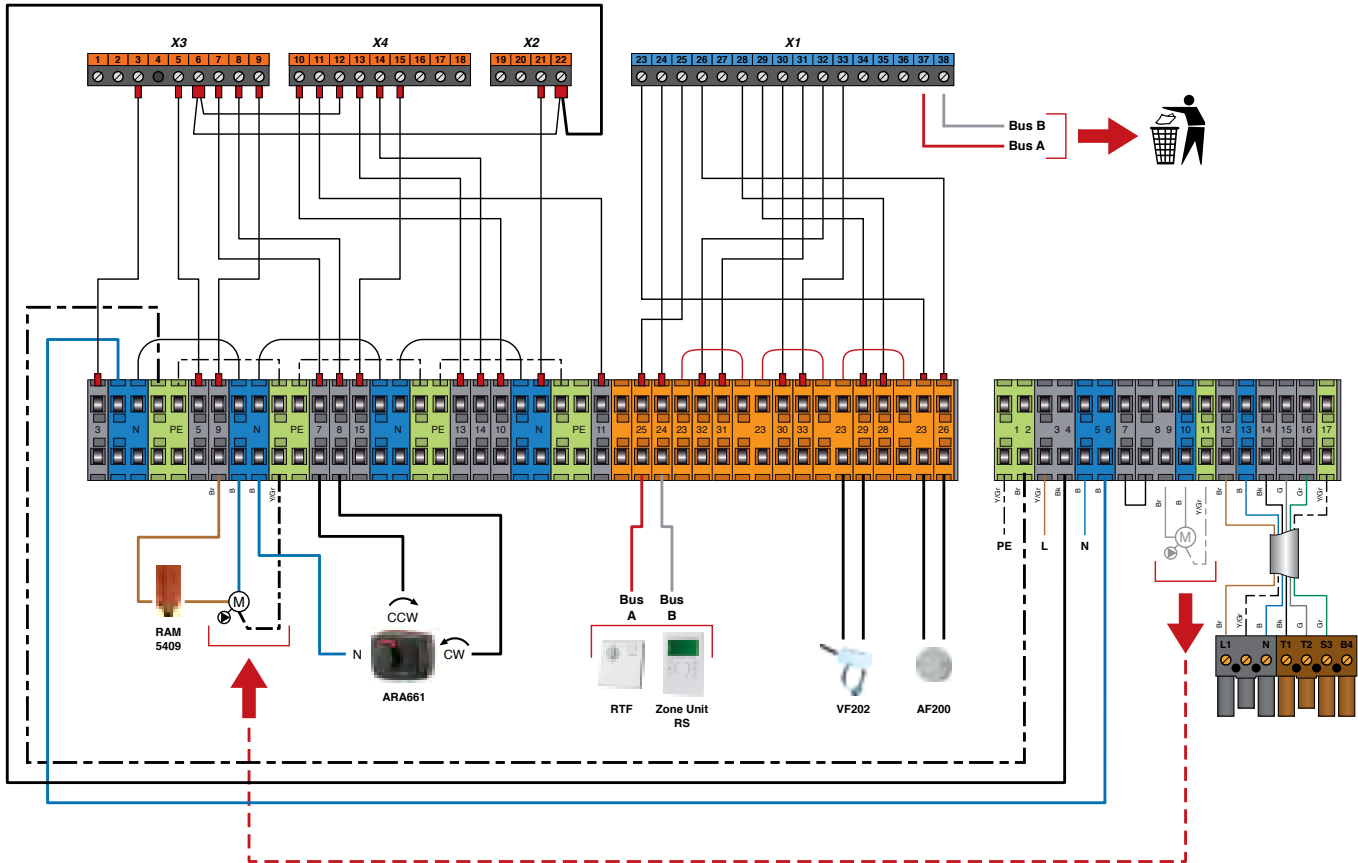 X3 X4 X2 X1
1 2 3 4 5 6 7 8 9 10 11 12 13 14 15 16 17 18 19 20 21 22 23 24 25 26 27 28 29 30 31 32 33 34 35 36 37 38
Bus B
Bus A
3 N PE 5 9 N PE 7 8 15 N PE 13 14 10 N PE 11 25 24 23 32 31 23 30 33 23 29 28 23 26
1 2 3 4 5 6 7 8 9 10 11 12 13 14 15 16 17
Br B B Y/Gr
Y/Gr Br Y/Gr Bk B B Br B Y/Gr Br B Bk G Gr Y/Gr
PE L N
M
M
RAM
5409
CCW
N CW
ARA661
Bus
A
Bus
B
RTF
Zone Unit
RS
VF202
AF200
Br Y/Gr B Bk G Gr
L1 N T1 T2 S3 B4